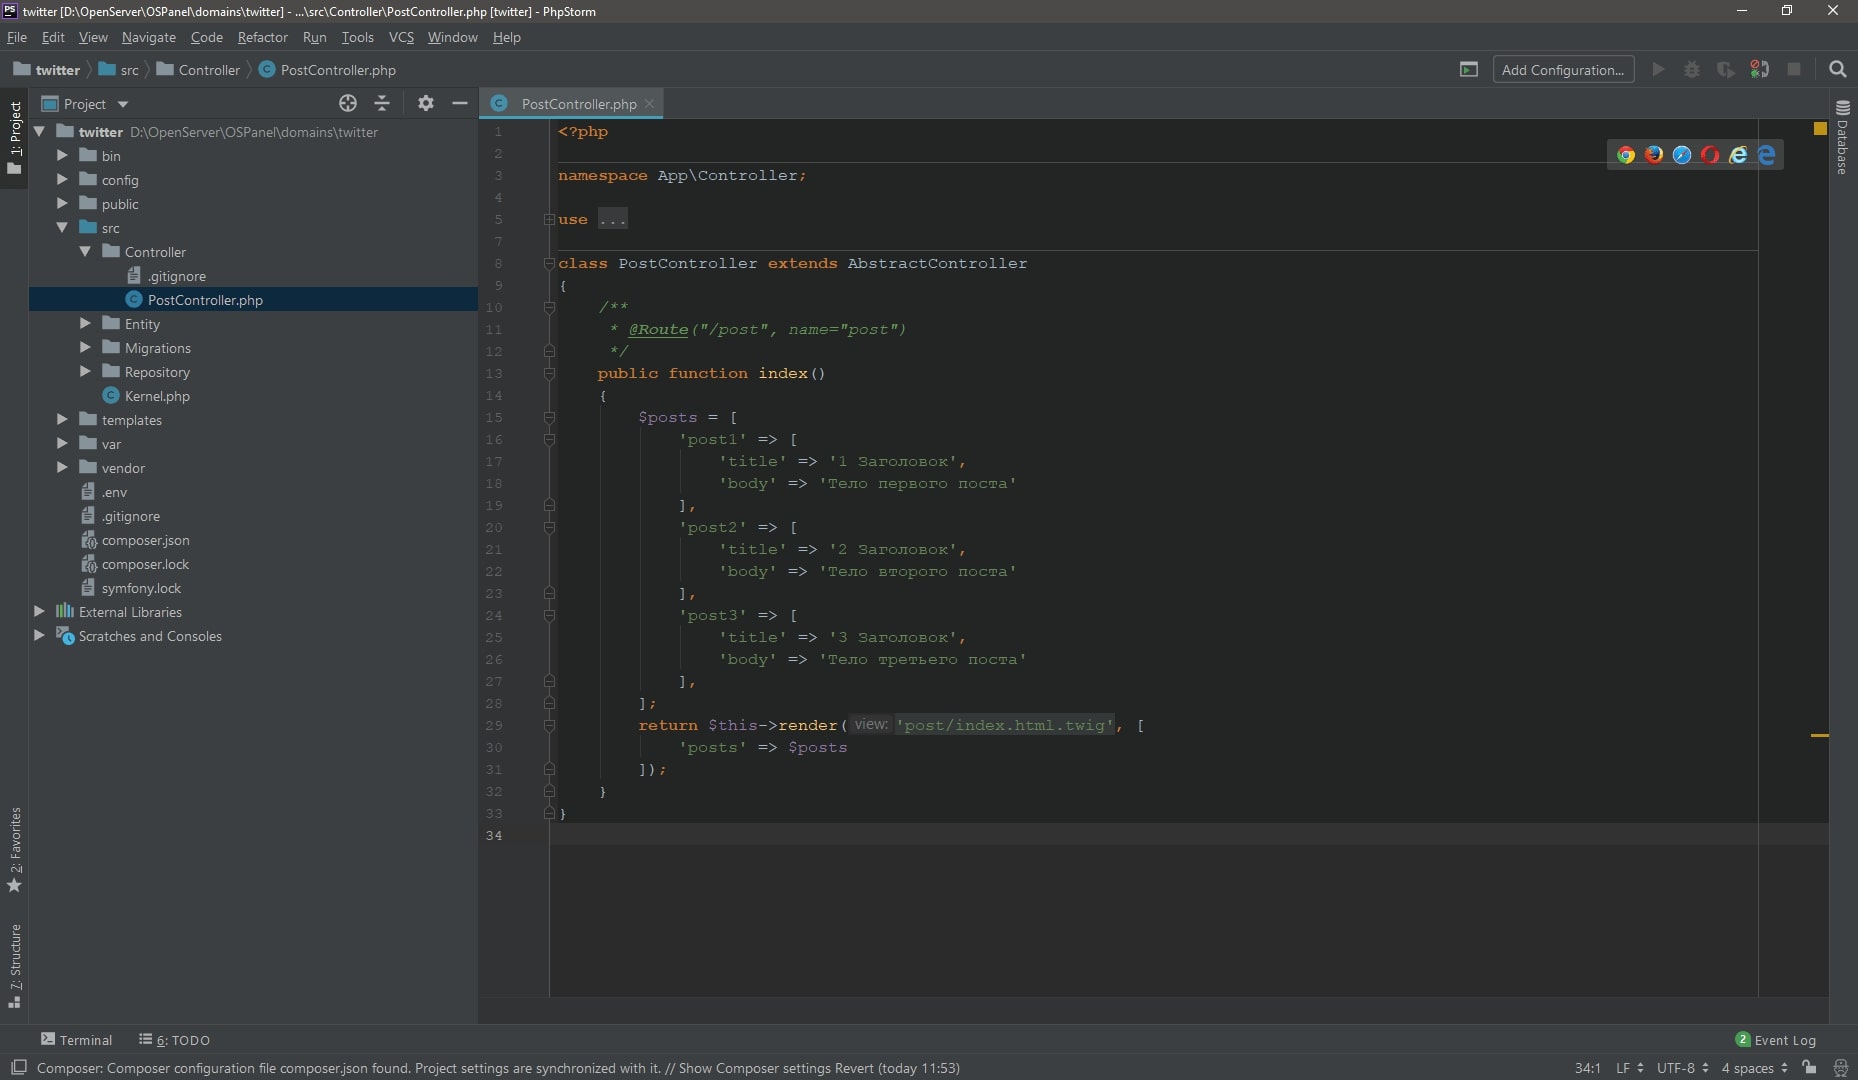 twitter [D:\OpenServer\OSPanel\domains\twitter] - ...\src\Controller\PostController.php [twitter] - PhpStorm
File Edit View Navigate Code Refactor Run Tools VCS Window Help
twitter src Controller PostController.php
Add Configuration...
1: Project
Project
twitter D:\OpenServer\OSPanel\domains\twitter
bin
config
public
src
Controller
.gitignore
PostController.php
Entity
Migrations
Repository
Kernel.php
templates
var
vendor
.env
.gitignore
composer.json
composer.lock
symfony.lock
External Libraries
Scratches and Consoles
2: Favorites
7: Structure
PostController.php
1 <?php
2
3 namespace App\Controller;
4
5 use ...
7
8 class PostController extends AbstractController
9 {
10 /**
11 * @Route("/post", name="post")
12 */
13 public function index()
14 {
15 $posts = [
16 'post1' => [
17 'title' => '1 Заголовок',
18 'body' => 'Тело первого поста'
19 ],
20 'post2' => [
21 'title' => '2 Заголовок',
22 'body' => 'Тело второго поста'
23 ],
24 'post3' => [
25 'title' => '3 Заголовок',
26 'body' => 'Тело третьего поста'
27 ],
28 ];
29 return $this->render( view: 'post/index.html.twig', [
30 'posts' => $posts
31 ]);
32 }
33 }
34
Database
Terminal 6: TODO
2 Event Log
Composer: Composer configuration file composer.json found. Project settings are synchronized with it. // Show Composer settings Revert (today 11:53)
34:1 LF UTF-8 4 spaces